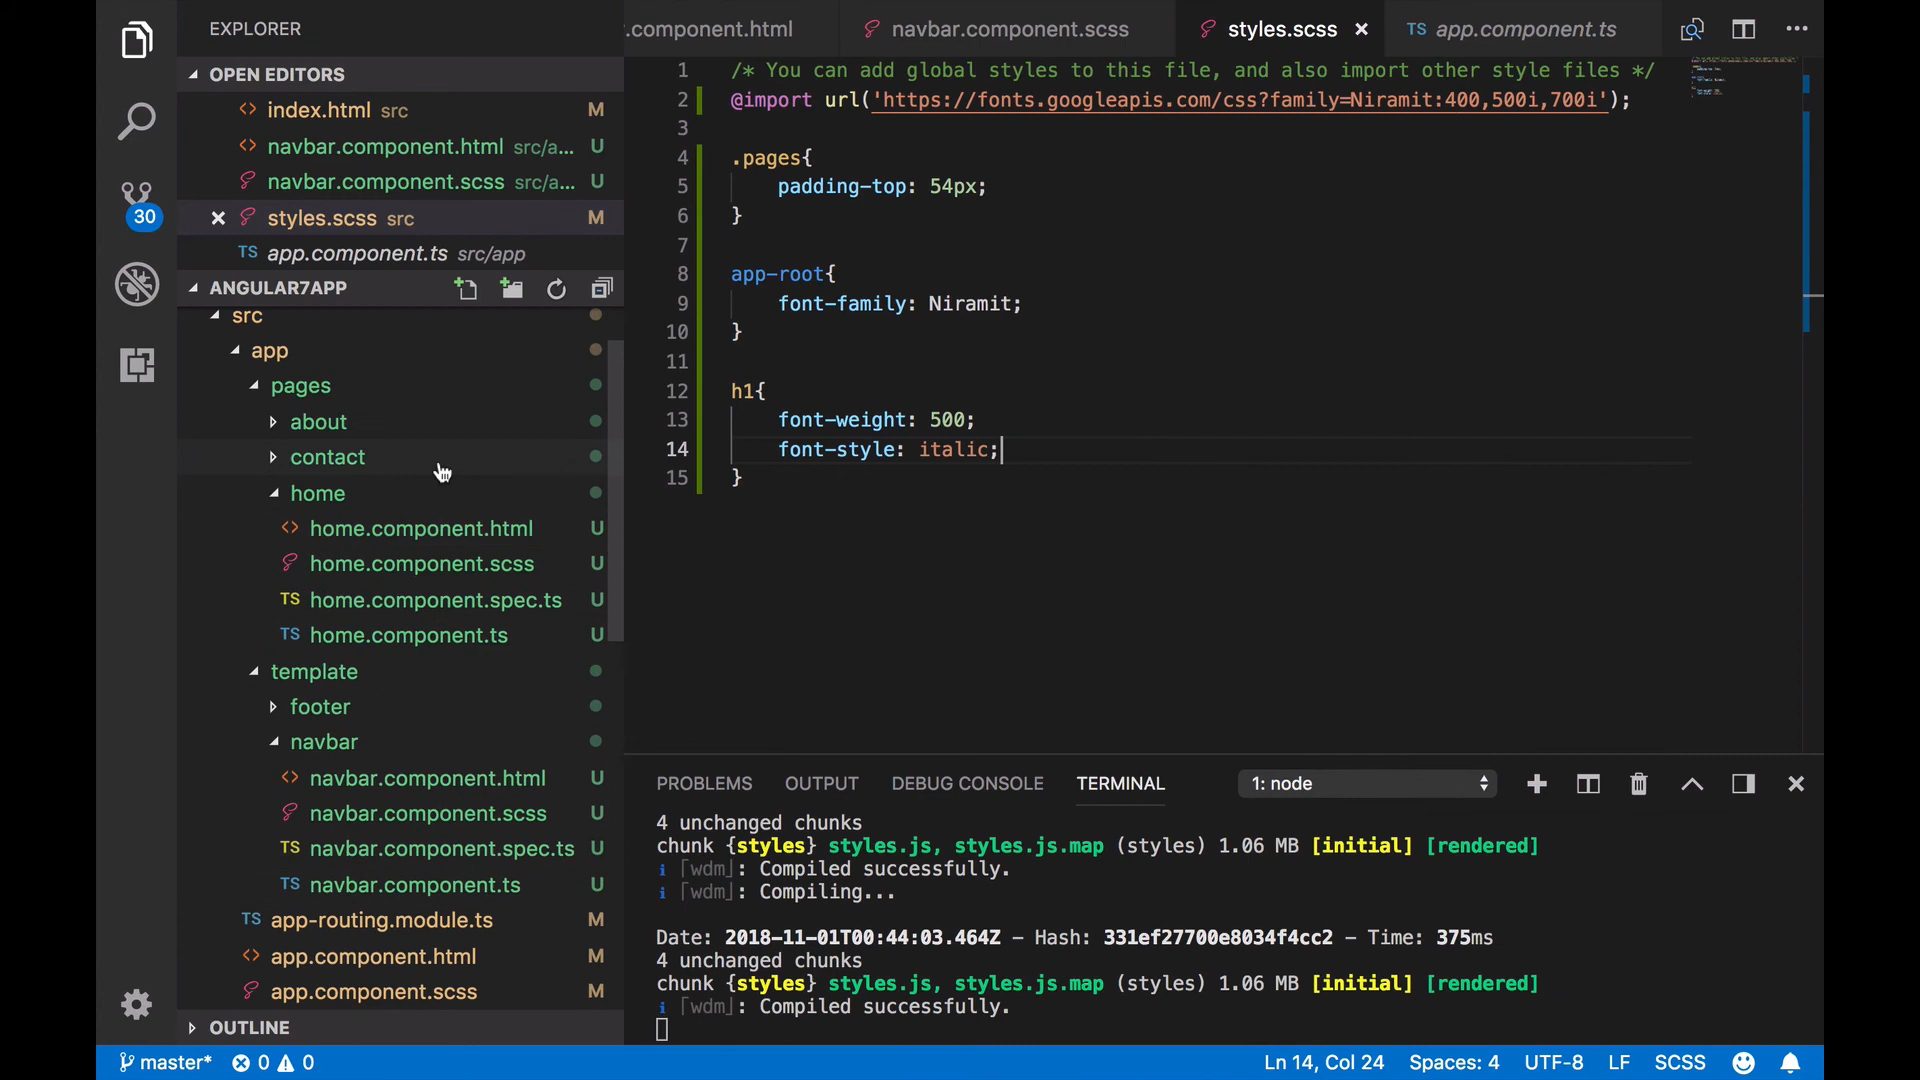 EXPLORER
OPEN EDITORS
index.html src M
navbar.component.html src/a... U
navbar.component.scss src/a... U
styles.scss src M
TS app.component.ts src/app
ANGULAR7APP
src
app
pages
about
contact
home
home.component.html U
home.component.scss U
TS home.component.spec.ts U
TS home.component.ts U
template
footer
navbar
navbar.component.html U
navbar.component.scss U
TS navbar.component.spec.ts U
TS navbar.component.ts U
TS app-routing.module.ts M
app.component.html M
app.component.scss M
OUTLINE
30
.component.html navbar.component.scss styles.scss TS app.component.ts
1 /* You can add global styles to this file, and also import other style files */
2 @import url('https://fonts.googleapis.com/css?family=Niramit:400,500i,700i');
3
4 .pages{
5 padding-top: 54px;
6 }
7
8 app-root{
9 font-family: Niramit;
10 }
11
12 h1{
13 font-weight: 500;
14 font-style: italic;
15 }
PROBLEMS OUTPUT DEBUG CONSOLE TERMINAL 1: node
4 unchanged chunks
chunk {styles} styles.js, styles.js.map (styles) 1.06 MB [initial] [rendered]
i ｢wdm｣: Compiled successfully.
i ｢wdm｣: Compiling...
Date: 2018-11-01T00:44:03.464Z - Hash: 331ef27700e8034f4cc2 - Time: 375ms
4 unchanged chunks
chunk {styles} styles.js, styles.js.map (styles) 1.06 MB [initial] [rendered]
i ｢wdm｣: Compiled successfully.
master* 0 0 Ln 14, Col 24 Spaces: 4 UTF-8 LF SCSS